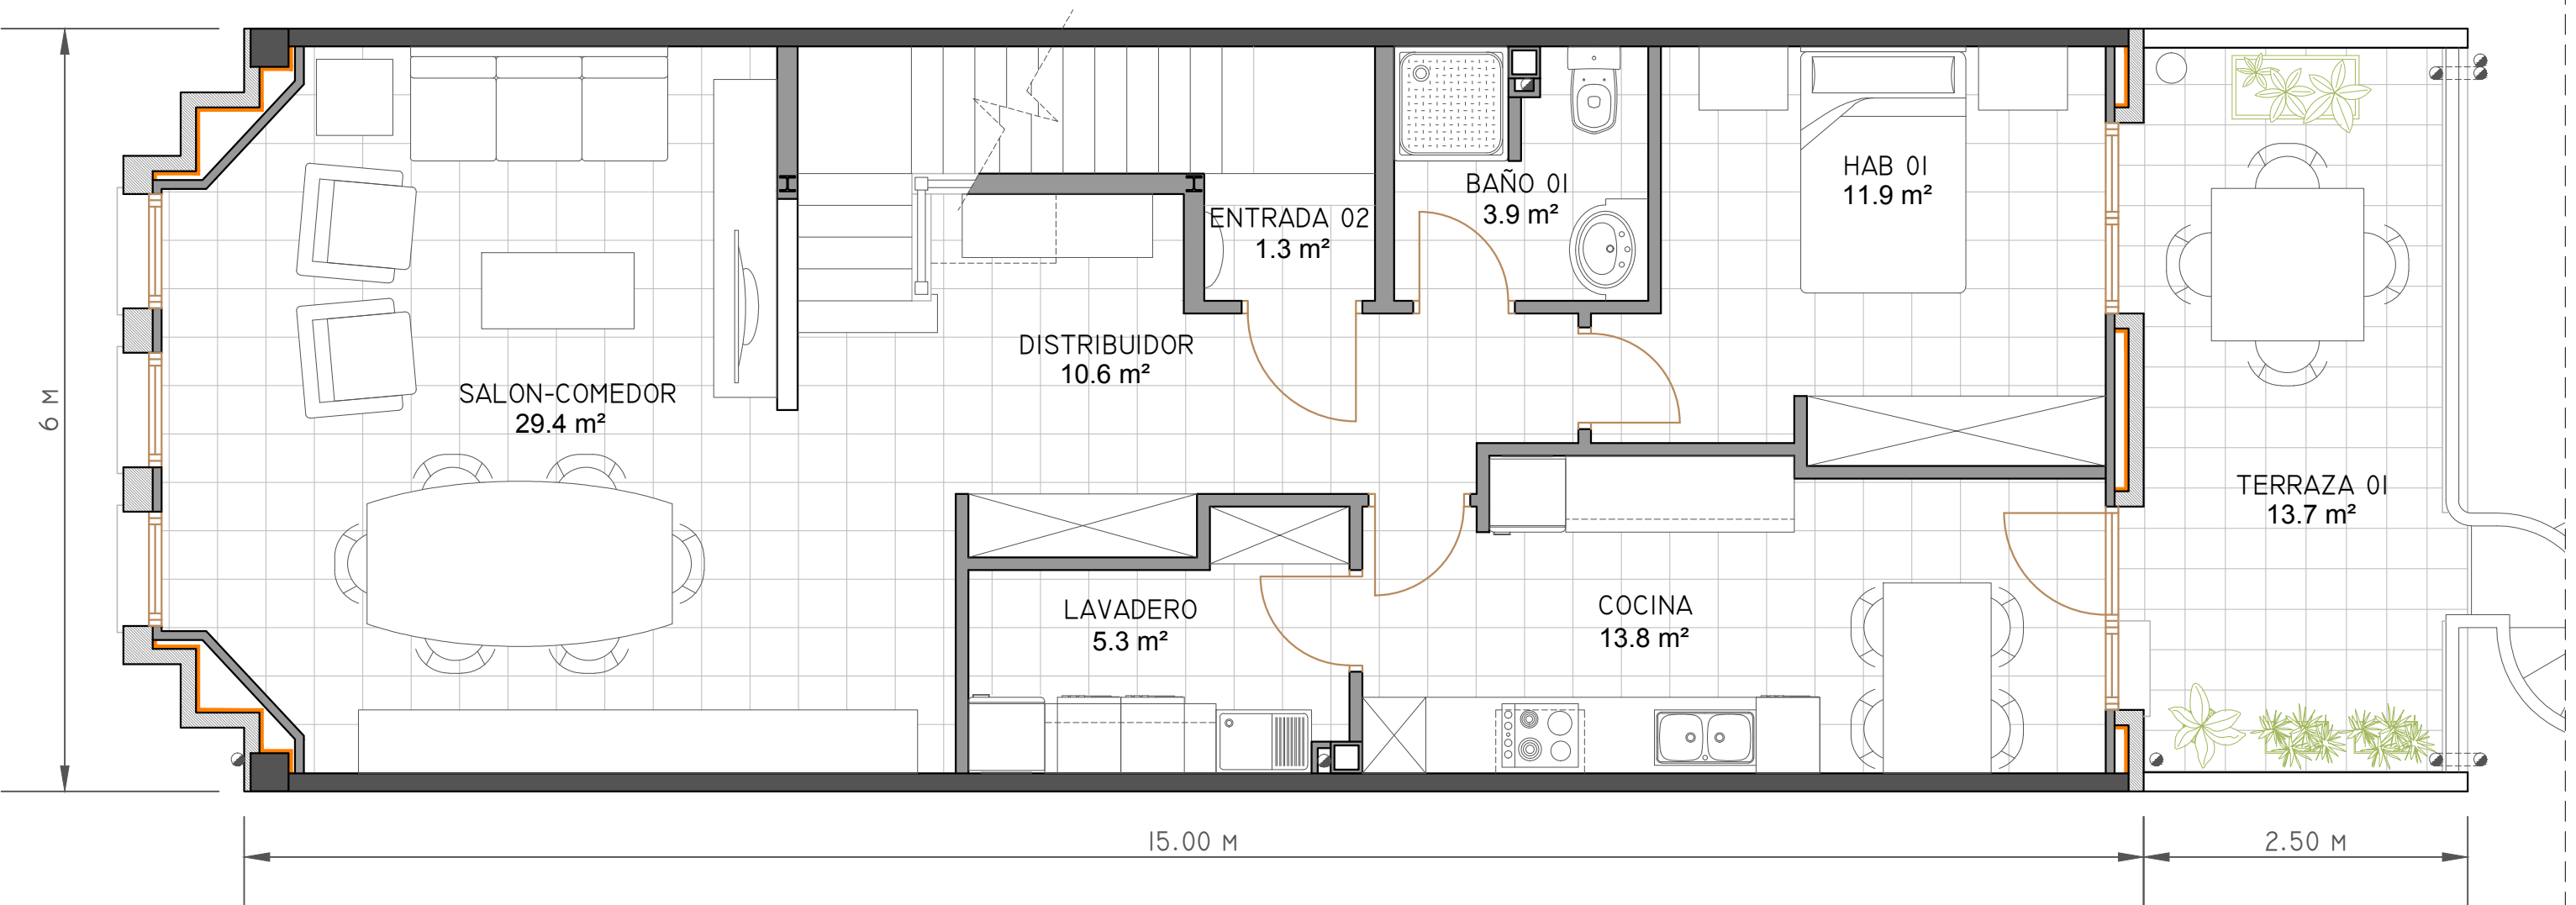 HAB 01
11.9 m²
BAÑO 01
3.9 m²
ENTRADA 02
1.3 m²
DISTRIBUIDOR
10.6 m²
6 M
SALON-COMEDOR
29.4 m²
TERRAZA 01
13.7 m²
LAVADERO
5.3 m²
COCINA
13.8 m²
15.00 M
2.50 M